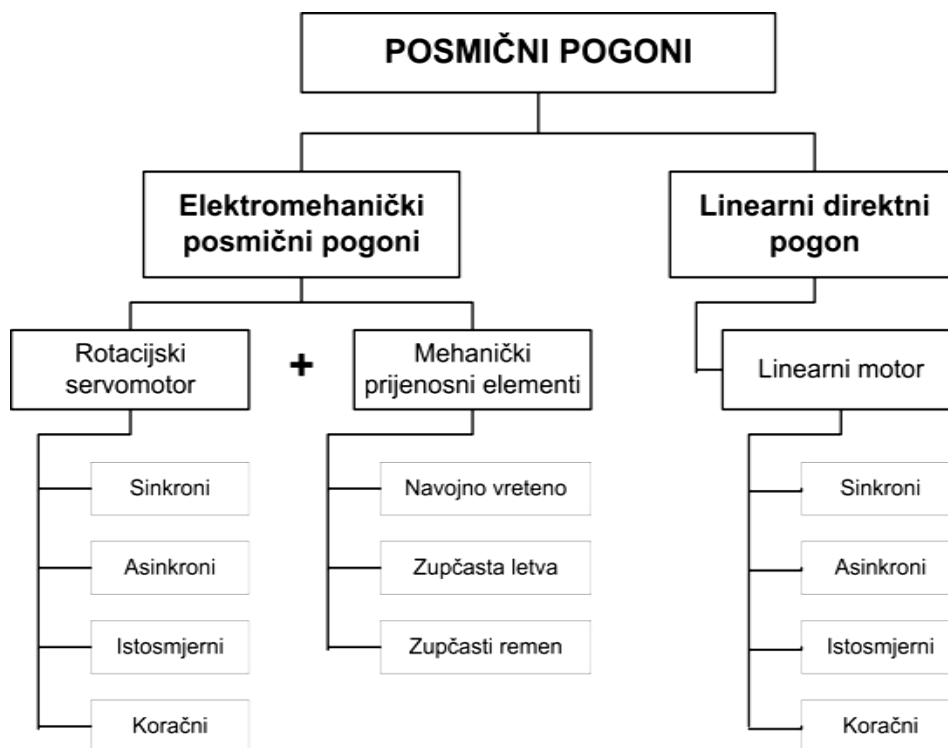 POSMIČNI POGONI
Elektromehanički
posmični pogoni
Linearni direktni
pogon
Rotacijski
servomotor
+
Mehanički
prijenosni elementi
Linearni motor
Sinkroni
Navojno vreteno
Sinkroni
Asinkroni
Zupčasta letva
Asinkroni
Istosmjerni
Zupčasti remen
Istosmjerni
Koračni
Koračni